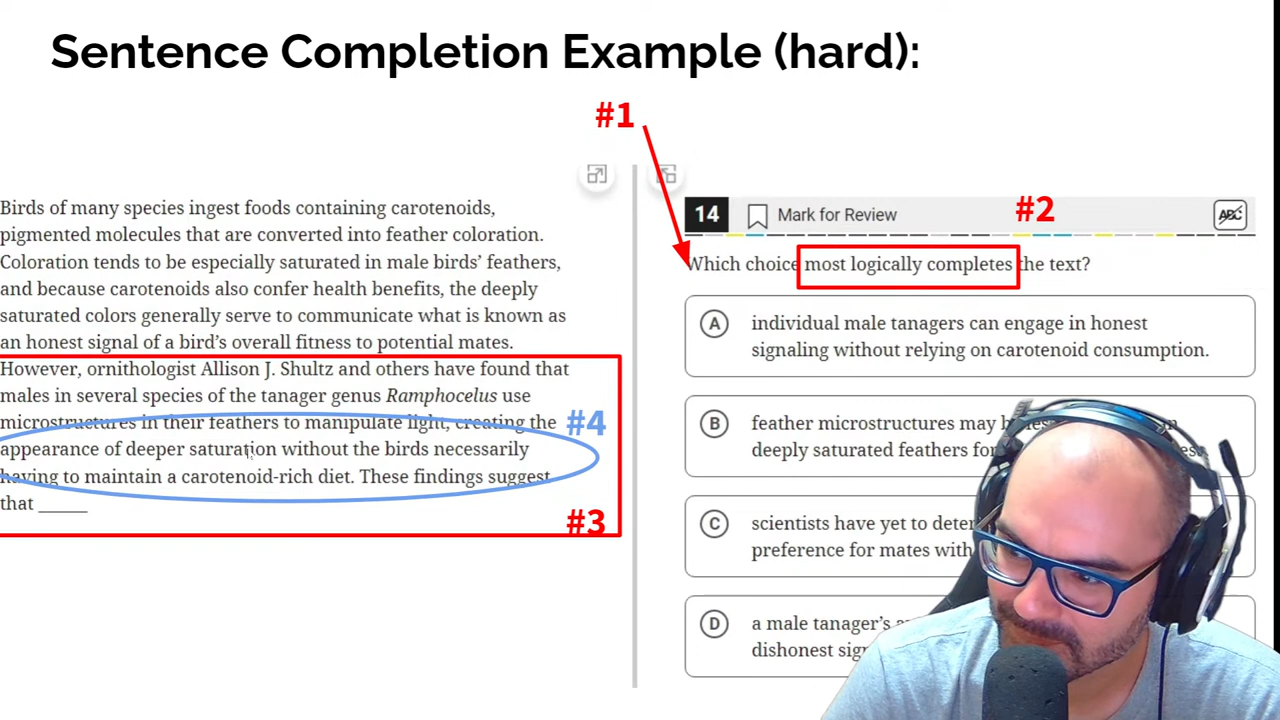 Sentence Completion Example (hard):
#1
Birds of many species ingest foods containing carotenoids,
pigmented molecules that are converted into feather coloration.
Coloration tends to be especially saturated in male birds’ feathers,
and because carotenoids also confer health benefits, the deeply
saturated colors generally serve to communicate what is known as
an honest signal of a bird’s overall fitness to potential mates.
However, ornithologist Allison J. Shultz and others have found that
males in several species of the tanager genus Ramphocelus use
microstructures in their feathers to manipulate light, creating the
appearance of deeper saturation without the birds necessarily
having to maintain a carotenoid-rich diet. These findings suggest
that ______
#4
#3
14 Mark for Review
#2
ABC
Which choice most logically completes the text?
A individual male tanagers can engage in honest
signaling without relying on carotenoid consumption.
B feather microstructures may be
deeply saturated feathers for
C scientists have yet to
preference for mates with
D a male tanager’s
dishonest